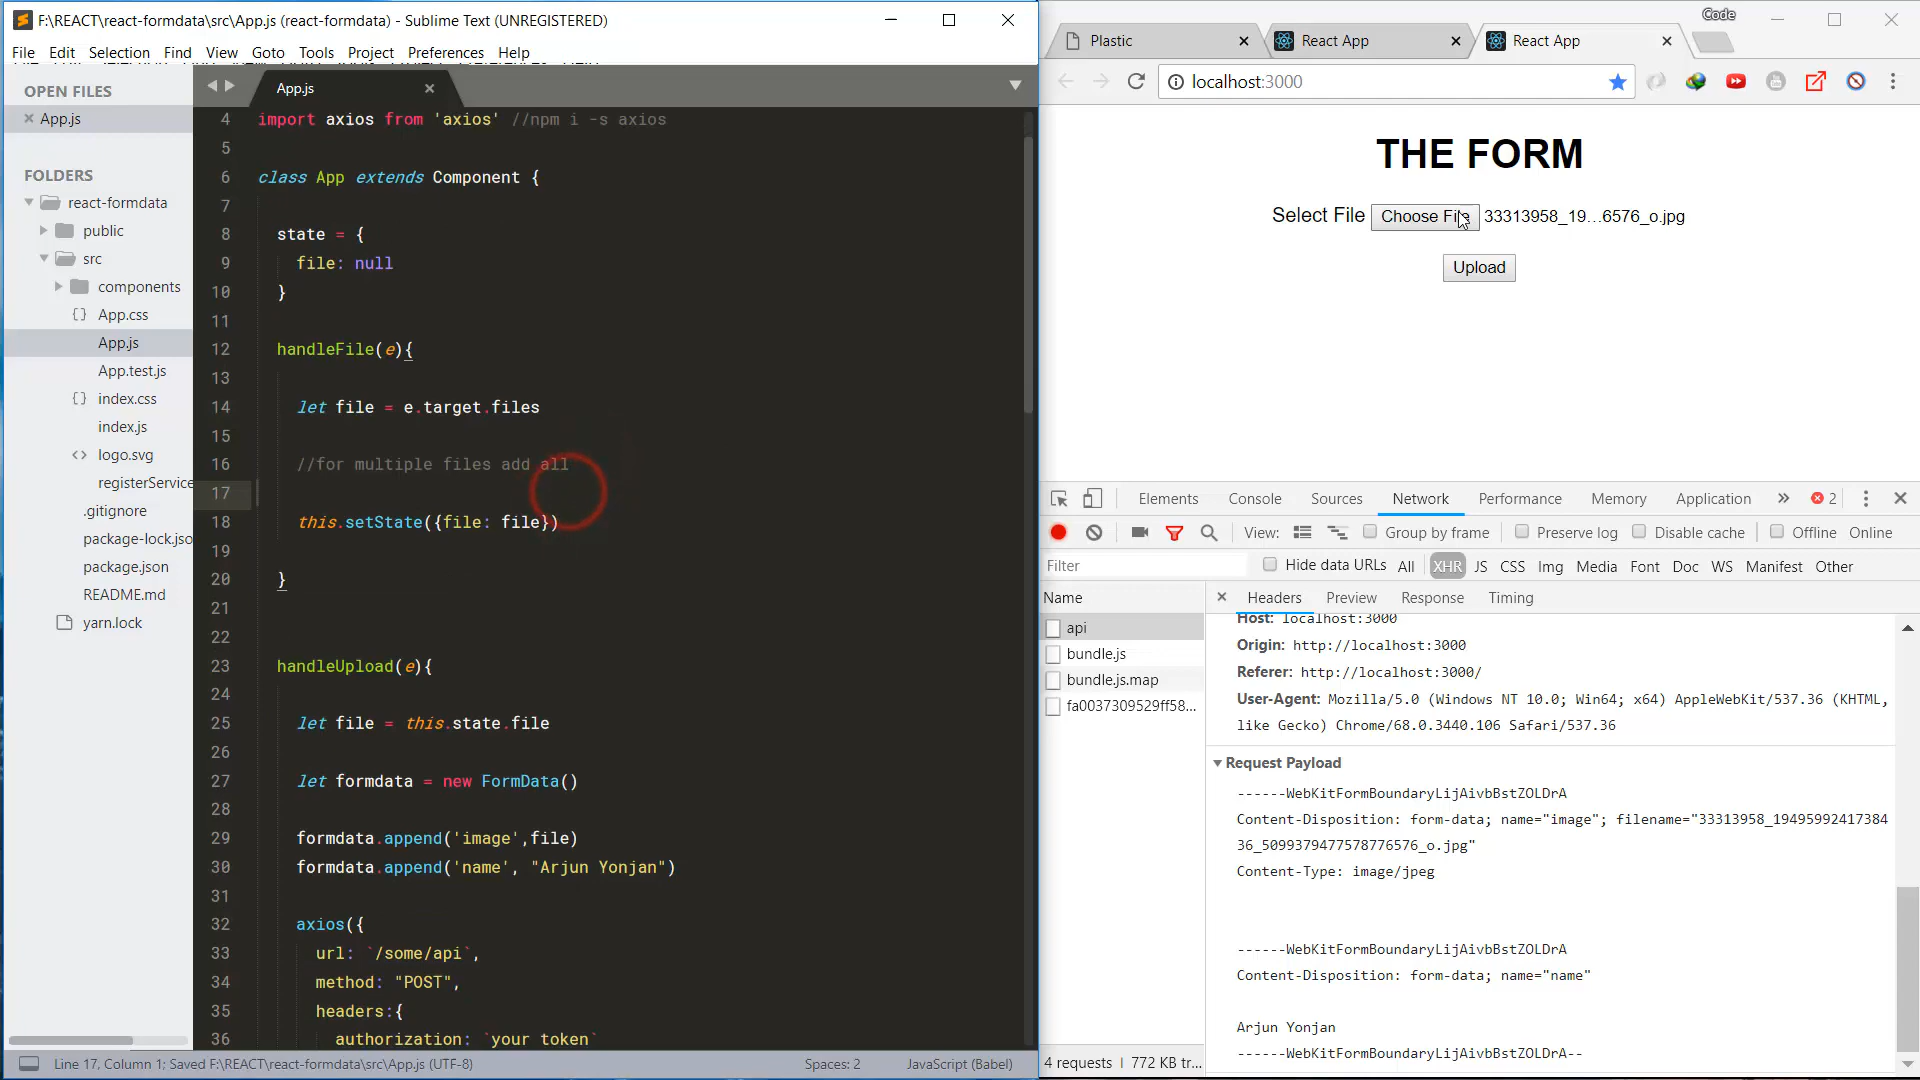 F:\REACT\react-formdata\src\App.js (react-formdata) - Sublime Text (UNREGISTERED)
File Edit Selection Find View Goto Tools Project Preferences Help
OPEN FILES
App.js
FOLDERS
react-formdata
public
src
components
App.css
App.js
App.test.js
index.css
index.js
logo.svg
registerService
.gitignore
package-lock.jso
package.json
README.md
yarn.lock
App.js
4 import axios from 'axios' //npm i -s axios
5
6 class App extends Component {
7
8 state = {
9 file: null
10 }
11
12 handleFile(e){
13
14 let file = e.target.files
15
16 //for multiple files add all
17
18 this.setState({file: file})
19
20 }
21
22
23 handleUpload(e){
24
25 let file = this.state.file
26
27 let formdata = new FormData()
28
29 formdata.append('image',file)
30 formdata.append('name', "Arjun Yonjan")
31
32 axios({
33 url: `/some/api`,
34 method: "POST",
35 headers:{
36 authorization: `your token`
Line 17, Column 1; Saved F:\REACT\react-formdata\src\App.js (UTF-8) Spaces: 2 JavaScript (Babel)
Code
Plastic React App React App
localhost:3000
THE FORM
Select File Choose File 33313958_19...6576_o.jpg
Upload
Elements Console Sources Network Performance Memory Application » 2
View: Group by frame Preserve log Disable cache Offline Online
Filter Hide data URLs All XHR JS CSS Img Media Font Doc WS Manifest Other
Name
api
bundle.js
bundle.js.map
fa0037309529ff58...
4 requests | 772 KB tr...
Headers Preview Response Timing
Host: localhost:3000
Origin: http://localhost:3000
Referer: http://localhost:3000/
User-Agent: Mozilla/5.0 (Windows NT 10.0; Win64; x64) AppleWebKit/537.36 (KHTML,
like Gecko) Chrome/68.0.3440.106 Safari/537.36
Request Payload
------WebKitFormBoundaryLijAivbBstZOLDrA
Content-Disposition: form-data; name="image"; filename="33313958_19495992417384
36_5099379477578776576_o.jpg"
Content-Type: image/jpeg
------WebKitFormBoundaryLijAivbBstZOLDrA
Content-Disposition: form-data; name="name"
Arjun Yonjan
------WebKitFormBoundaryLijAivbBstZOLDrA--